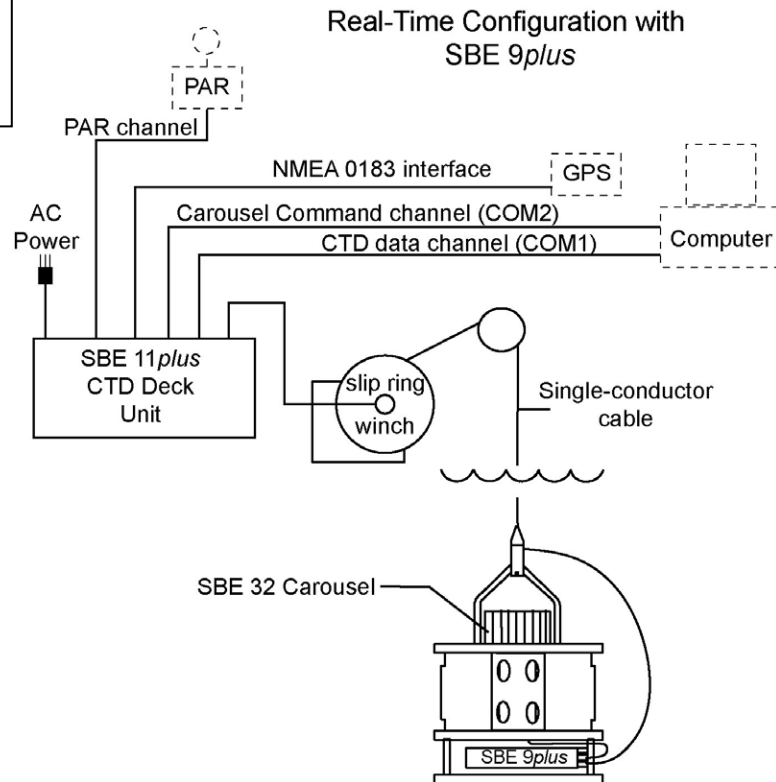 Real-Time Configuration with
SBE 9plus
PAR
PAR channel
NMEA 0183 interface
GPS
AC
Power
Carousel Command channel (COM2)
CTD data channel (COM1)
Computer
SBE 11plus
CTD Deck
Unit
slip ring
winch
Single-conductor
cable
SBE 32 Carousel
SBE 9plus